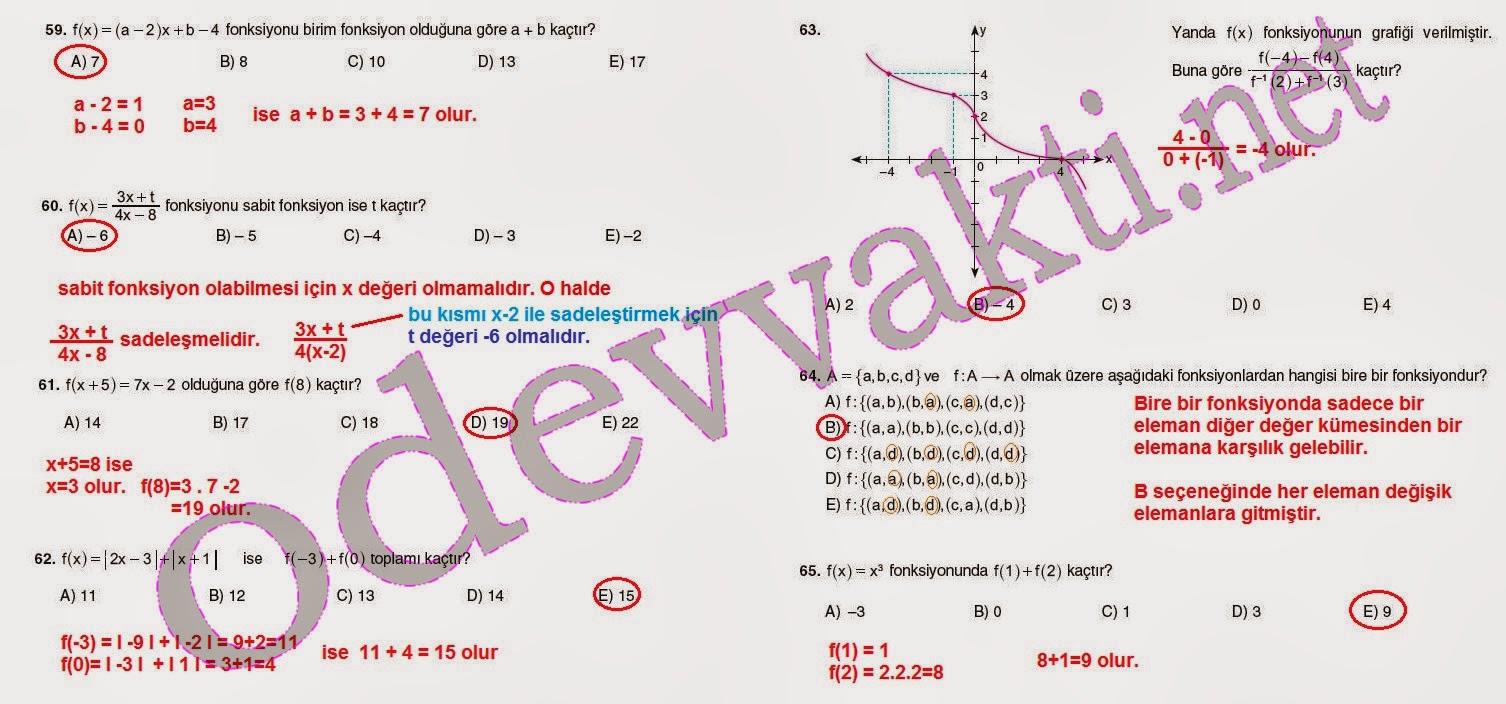 59. f(x) = (a – 2)x + b – 4 fonksiyonu birim fonksiyon olduğuna göre a + b kaçtır?
A) 7 B) 8 C) 10 D) 13 E) 17
a - 2 = 1 a=3
b - 4 = 0 b=4
ise a + b = 3 + 4 = 7 olur.
60. f(x) = (3x + t)/(4x – 8) fonksiyonu sabit fonksiyon ise t kaçtır?
A) – 6 B) – 5 C) –4 D) – 3 E) –2
sabit fonksiyon olabilmesi için x değeri olmamalıdır. O halde
3x + t
4x - 8
sadeleşmelidir.
3x + t
4(x-2)
bu kısmı x-2 ile sadeleştirmek için
t değeri -6 olmalıdır.
61. f(x + 5) = 7x – 2 olduğuna göre f(8) kaçtır?
A) 14 B) 17 C) 18 D) 19 E) 22
x+5=8 ise
x=3 olur. f(8)=3 . 7 -2
=19 olur.
62. f(x) = |2x – 3| + |x + 1| ise f(–3) + f(0) toplamı kaçtır?
A) 11 B) 12 C) 13 D) 14 E) 15
f(-3) = I -9 I + I -2 I = 9+2=11
f(0)= I -3 I + I 1 I = 3+1=4
ise 11 + 4 = 15 olur
63.
y
4
3
2
1
0
–4
–1
4
x
Yanda f(x) fonksiyonunun grafiği verilmiştir.
Buna göre (f(–4) – f(4))/(f⁻¹(2) + f⁻¹(3)) kaçtır?
4 - 0
0 + (-1)
= -4 olur.
A) 2 B) – 4 C) 3 D) 0 E) 4
64. A = {a,b,c,d} ve f: A → A olmak üzere aşağıdaki fonksiyonlardan hangisi bire bir fonksiyondur?
A) f:{(a,b),(b,a),(c,a),(d,c)}
B) f:{(a,a),(b,b),(c,c),(d,d)}
C) f:{(a,d),(b,d),(c,d),(d,d)}
D) f:{(a,a),(b,a),(c,d),(d,b)}
E) f:{(a,d),(b,d),(c,a),(d,b)}
Bire bir fonksiyonda sadece bir
eleman diğer değer kümesinden bir
elemana karşılık gelebilir.
B seçeneğinde her eleman değişik
elemanlara gitmiştir.
65. f(x) = x³ fonksiyonunda f(1) + f(2) kaçtır?
A) –3 B) 0 C) 1 D) 3 E) 9
f(1) = 1
f(2) = 2.2.2=8
8+1=9 olur.
odevvakti.net